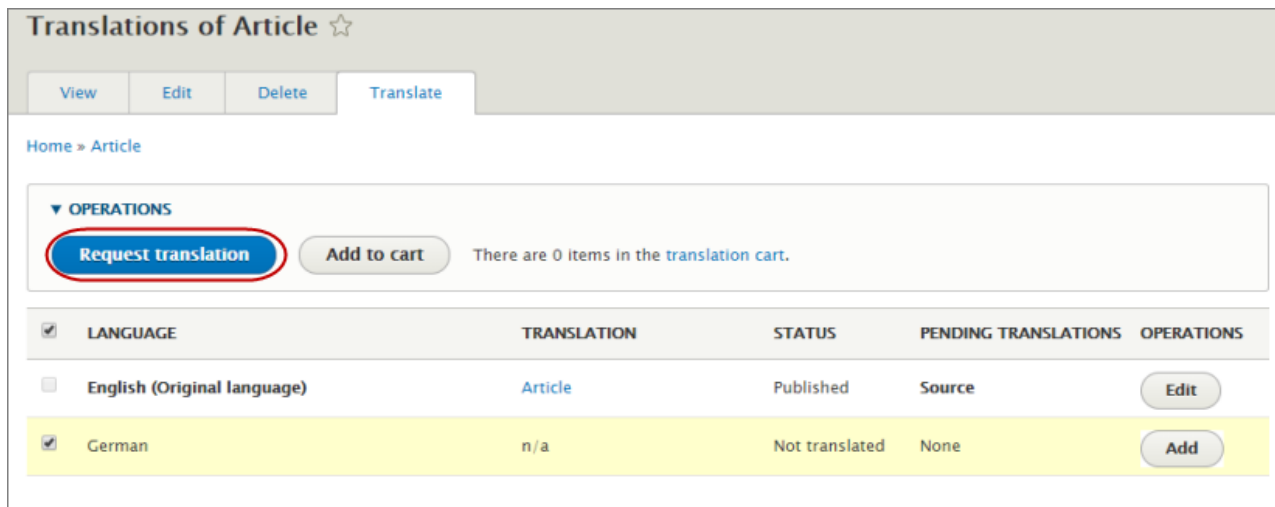 Translations of Article
View Edit Delete Translate
Home » Article
OPERATIONS
Request translation Add to cart There are 0 items in the translation cart.
LANGUAGE TRANSLATION STATUS PENDING TRANSLATIONS OPERATIONS
English (Original language) Article Published Source Edit
German n/a Not translated None Add